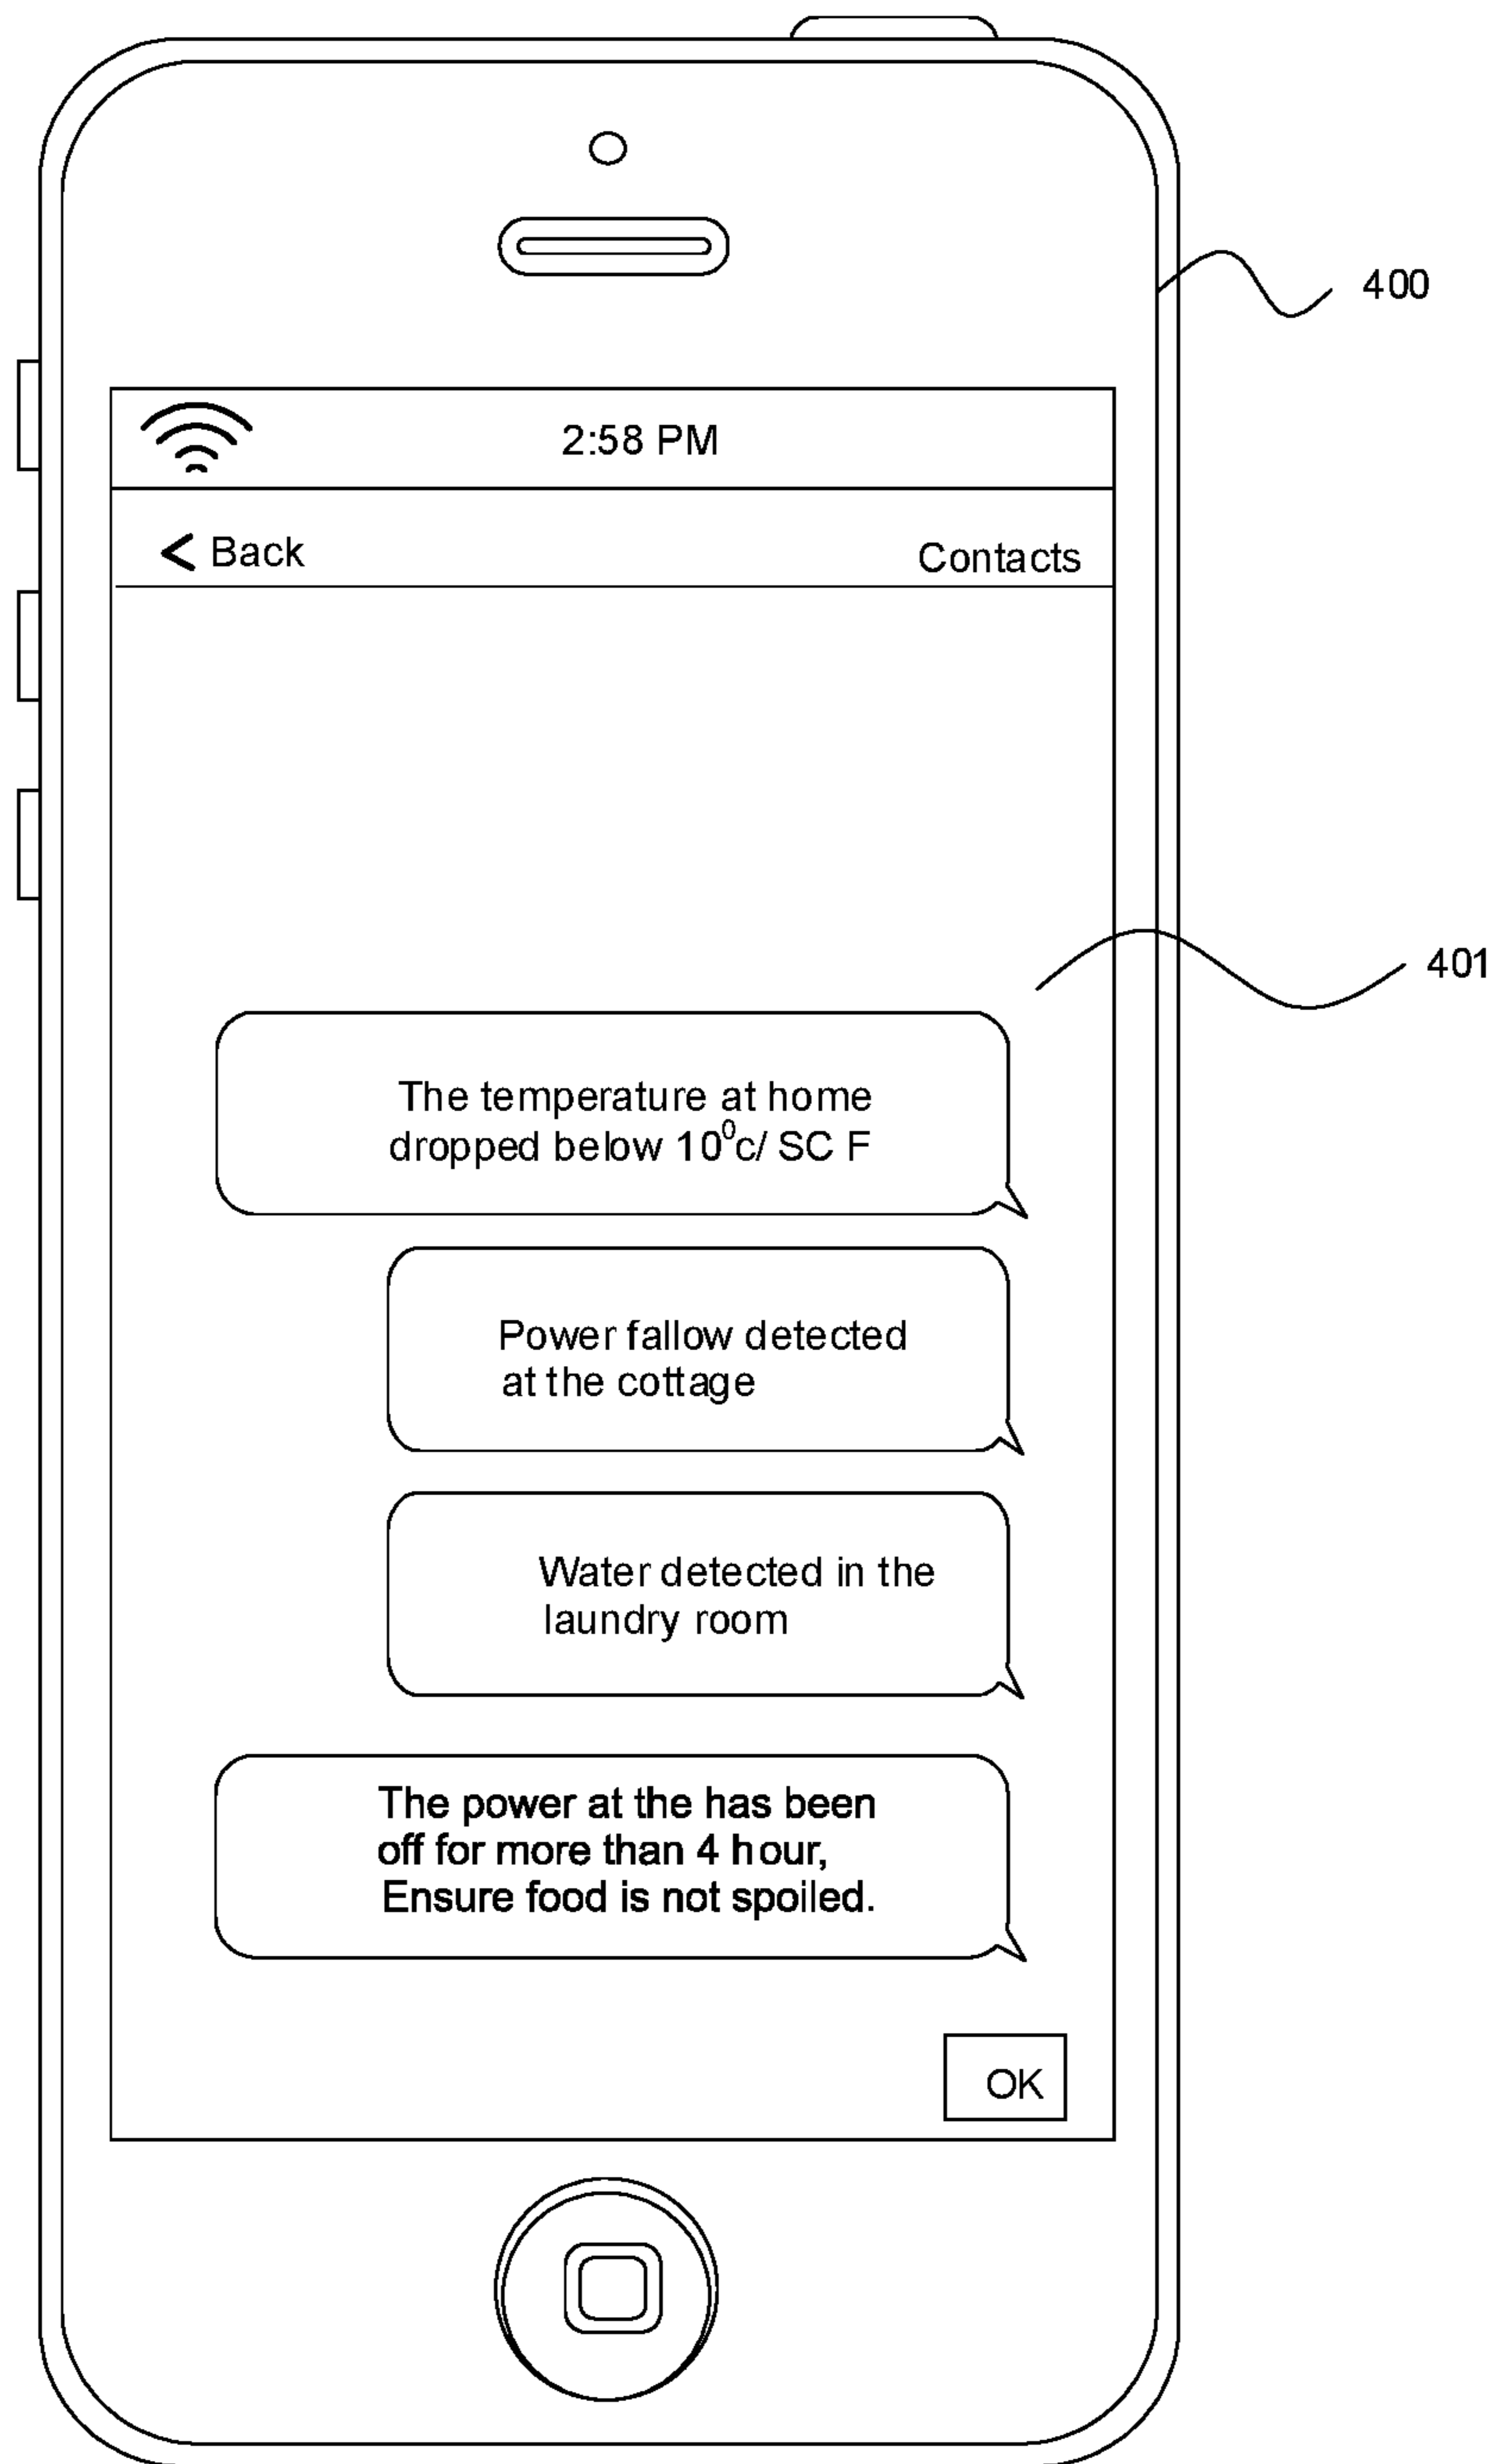 2:58 PM
< Back
Contacts
400
401
The temperature at home
dropped below 10⁰c/ SC F
Power fallow detected
at the cottage
Water detected in the
laundry room
The power at the has been
off for more than 4 hour,
Ensure food is not spoiled.
OK